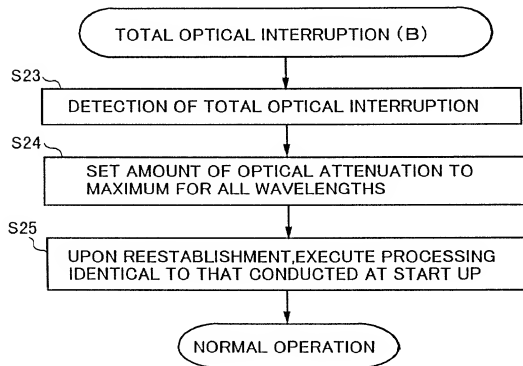 TOTAL OPTICAL INTERRUPTION (B)
S23
DETECTION OF TOTAL OPTICAL INTERRUPTION
S24
SET AMOUNT OF OPTICAL ATTENUATION TO
MAXIMUM FOR ALL WAVELENGTHS
S25
UPON REESTABLISHMENT,EXECUTE PROCESSING
IDENTICAL TO THAT CONDUCTED AT START UP
NORMAL OPERATION